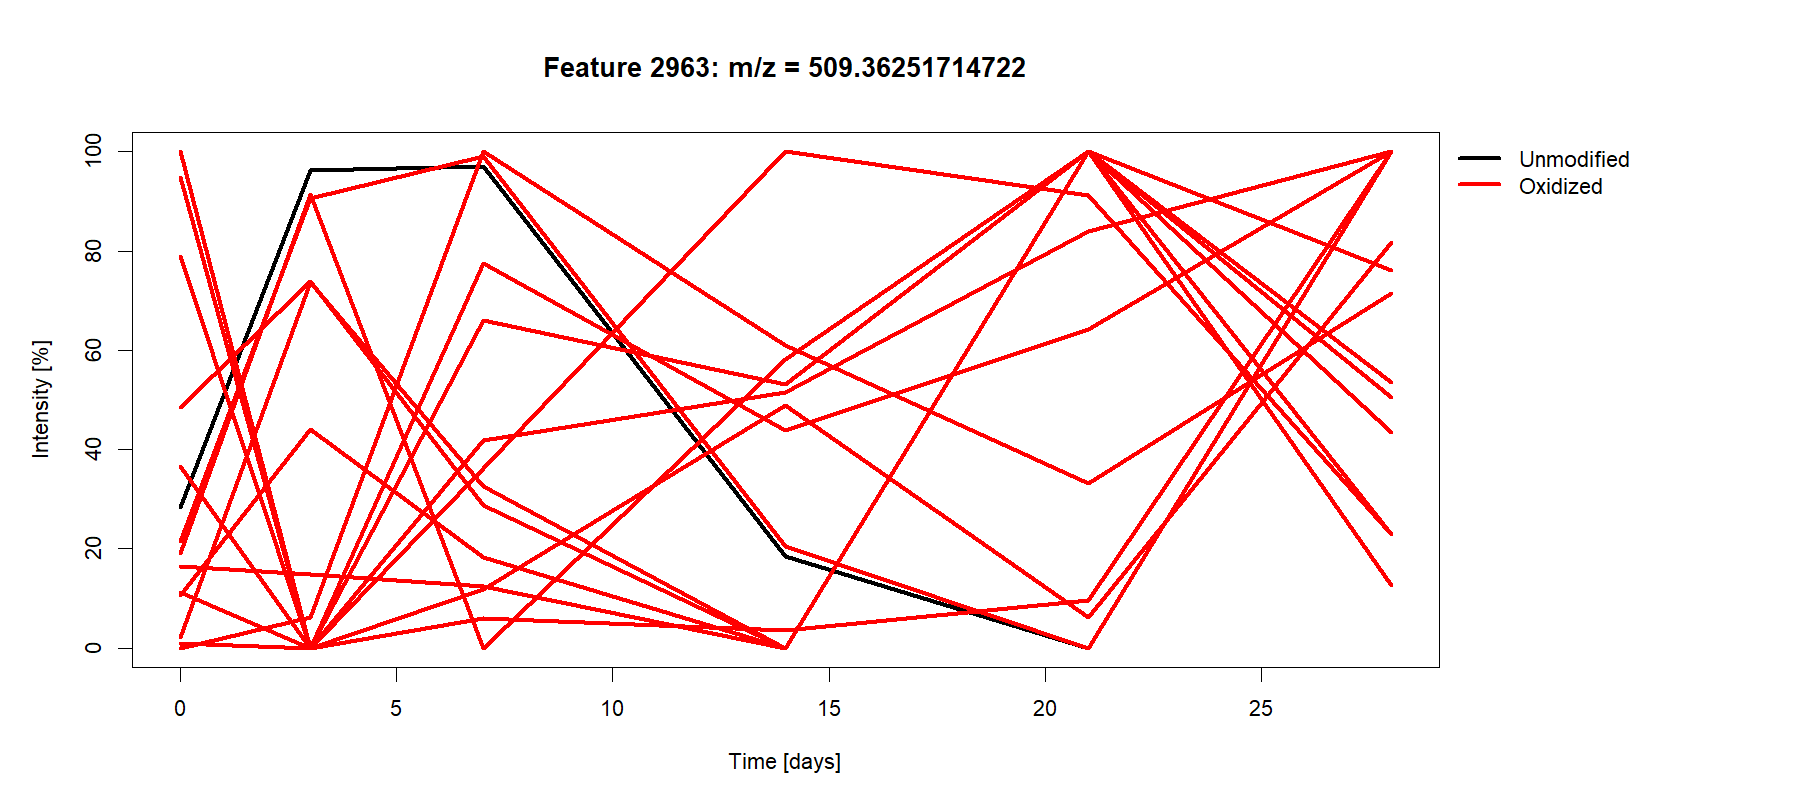 Feature 2963: m/z = 509.36251714722
Unmodified
Oxidized
Intensity [%]
100
80
60
40
20
0
0 5 10 15 20 25
Time [days]